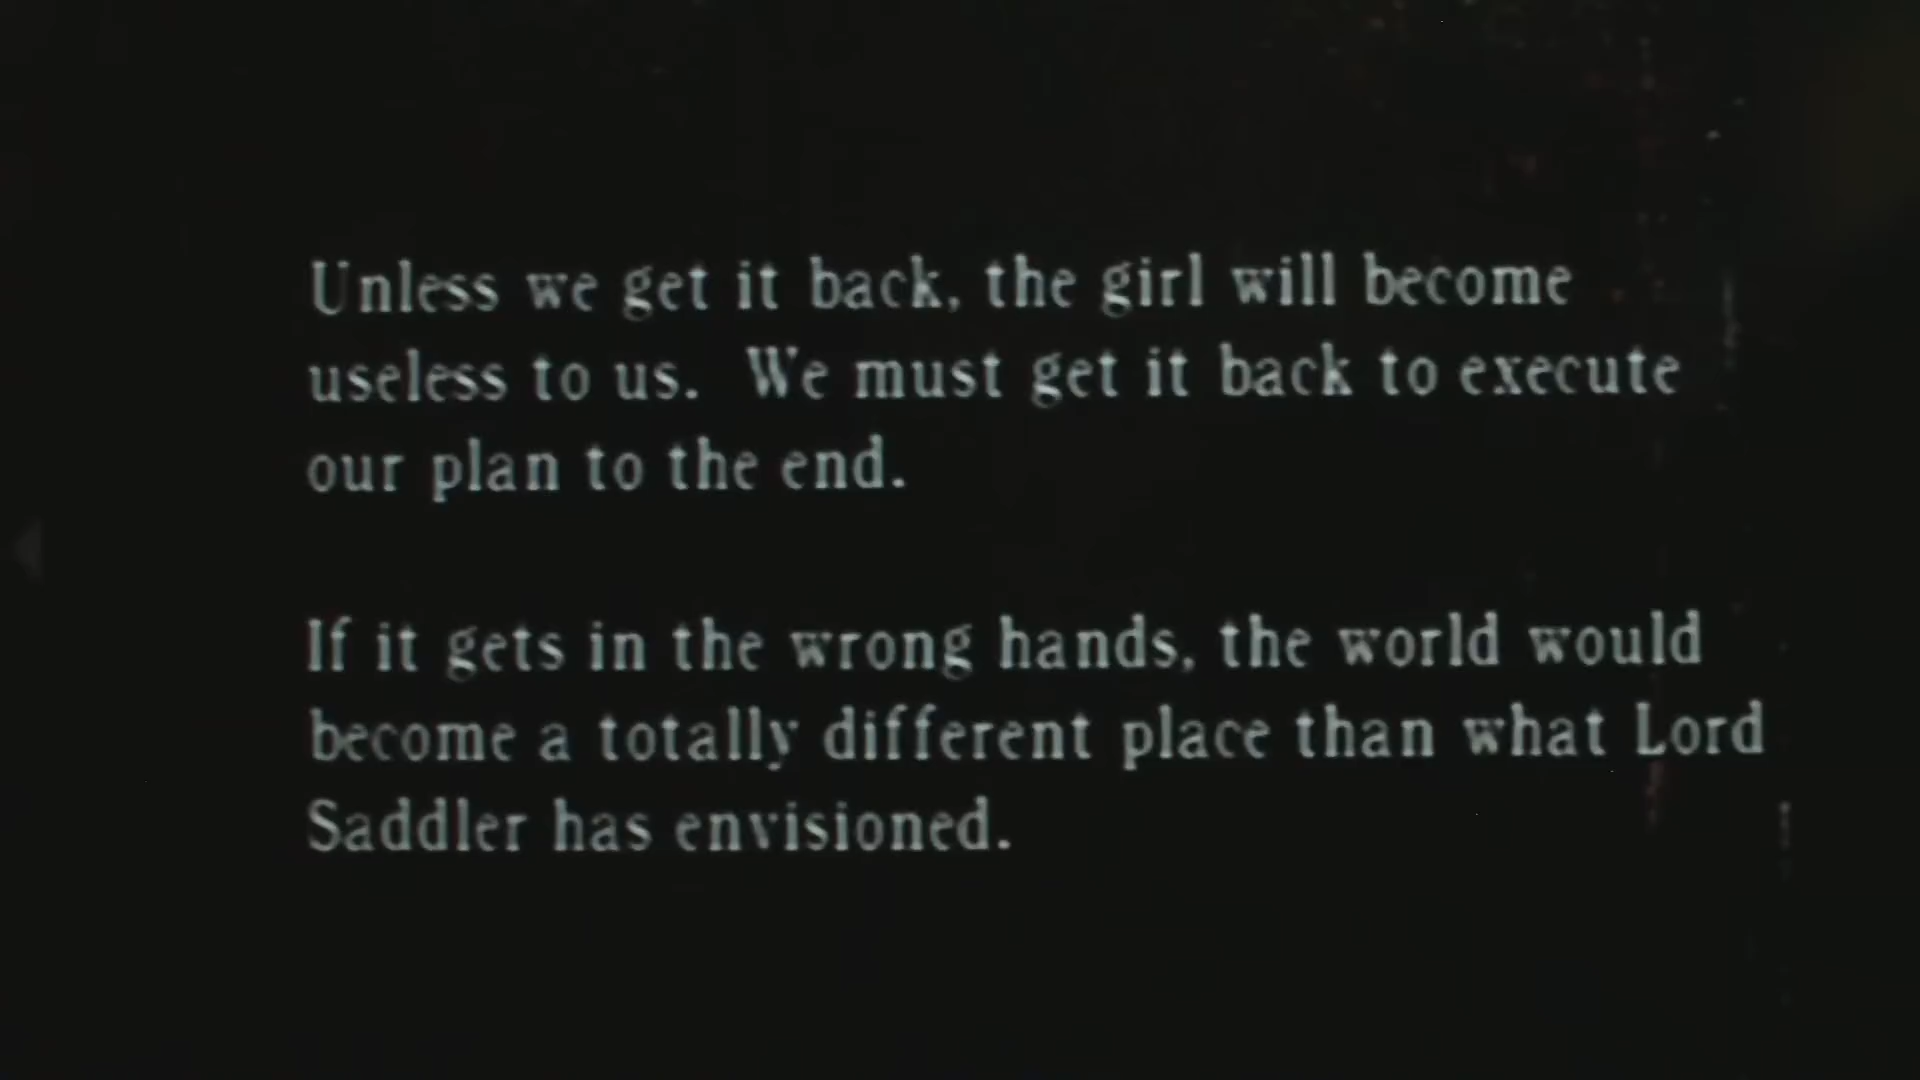 Unless we get it back, the girl will become
useless to us.  We must get it back to execute
our plan to the end.
If it gets in the wrong hands, the world would
become a totally different place than what Lord
Saddler has envisioned.